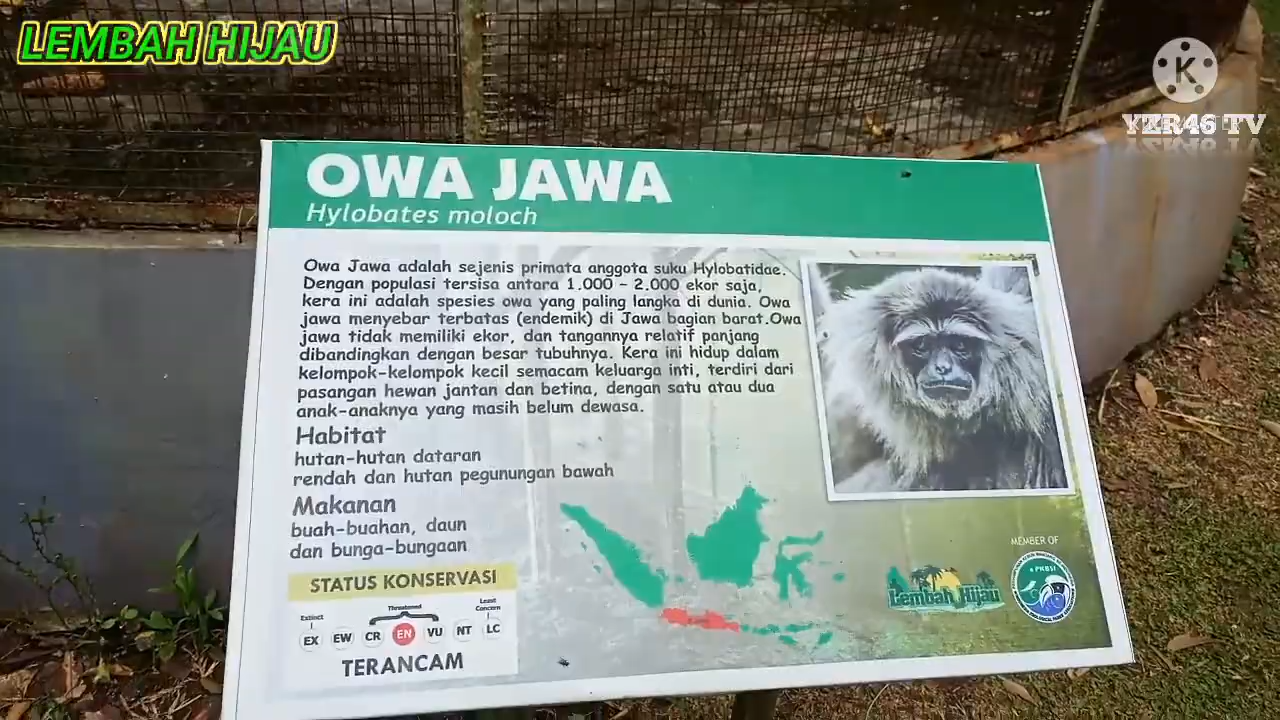 LEMBAH HIJAU
K
YZR46 TV
OWA JAWA
Hylobates moloch
Owa Jawa adalah sejenis primata anggota suku Hylobatidae.
Dengan populasi tersisa antara 1.000 – 2.000 ekor saja,
kera ini adalah spesies owa yang paling langka di dunia. Owa
jawa menyebar terbatas (endemik) di Jawa bagian barat.Owa
jawa tidak memiliki ekor, dan tangannya relatif panjang
dibandingkan dengan besar tubuhnya. Kera ini hidup dalam
kelompok-kelompok kecil semacam keluarga inti, terdiri dari
pasangan hewan jantan dan betina, dengan satu atau dua
anak-anaknya yang masih belum dewasa.
Habitat
hutan-hutan dataran
rendah dan hutan pegunungan bawah
Makanan
buah-buahan, daun
dan bunga-bungaan
STATUS KONSERVASI
Extinct
Threatened
Least
Concern
EX EW CR EN VU NT LC
TERANCAM
MEMBER OF
Lembah Hijau
PKBSI